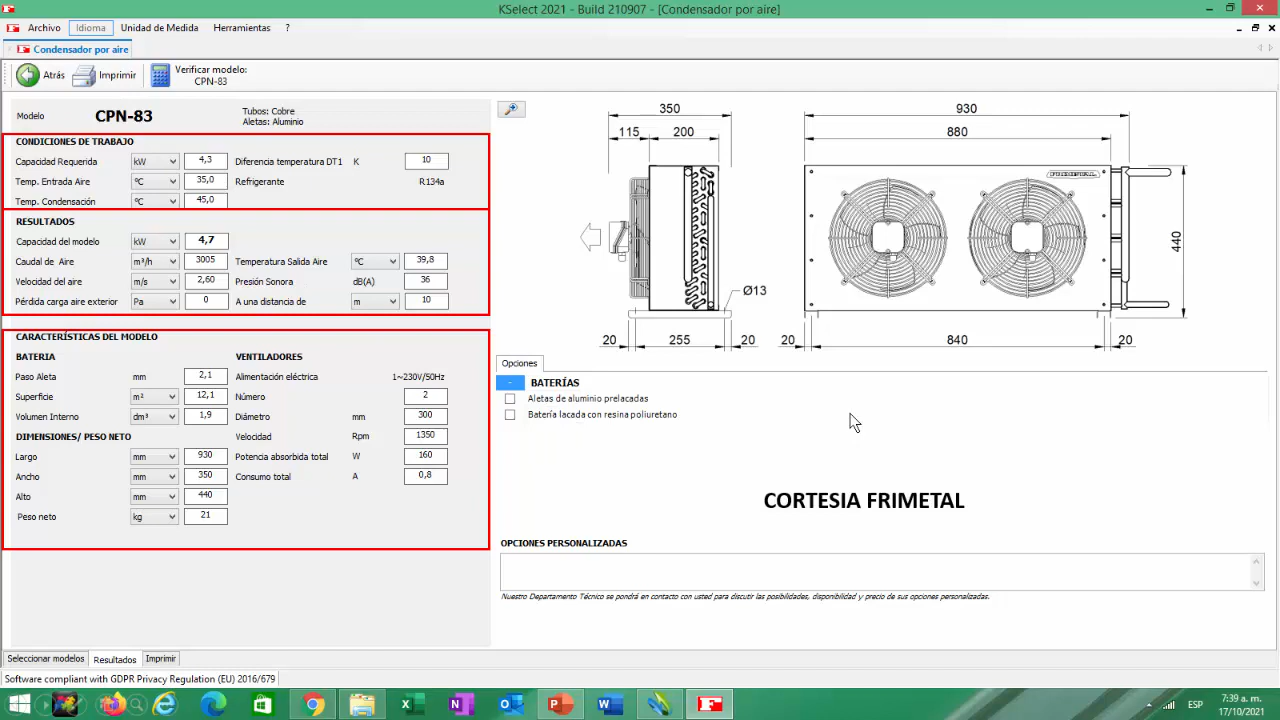 KSelect 2021 - Build 210907 - [Condensador por aire]
Archivo Idioma Unidad de Medida Herramientas ?
Condensador por aire
Atrás Imprimir Verificar modelo:
CPN-83
Modelo CPN-83 Tubos: Cobre
Aletas: Aluminio
CONDICIONES DE TRABAJO
Capacidad Requerida kW 4,3 Diferencia temperatura DT1 K 10
Temp. Entrada Aire ºC 35,0 Refrigerante R134a
Temp. Condensación ºC 45,0
RESULTADOS
Capacidad del modelo kW 4,7
Caudal de Aire m³/h 3005 Temperatura Salida Aire ºC 39,8
Velocidad del aire m/s 2,60 Presión Sonora dB(A) 36
Pérdida carga aire exterior Pa 0 A una distancia de m 10
CARACTERÍSTICAS DEL MODELO
BATERIA VENTILADORES
Paso Aleta mm 2,1 Alimentación eléctrica 1~230V/50Hz
Superficie m² 12,1 Número 2
Volumen Interno dm³ 1,9 Diámetro mm 300
DIMENSIONES/ PESO NETO Velocidad Rpm 1350
Largo mm 930 Potencia absorbida total W 160
Ancho mm 350 Consumo total A 0,8
Alto mm 440
Peso neto kg 21
350 930
115 200 880
FRIMETAL
440
Ø13
20 255 20 20 840 20
Opciones
- BATERÍAS
Aletas de aluminio prelacadas
Batería lacada con resina poliuretano
CORTESIA FRIMETAL
OPCIONES PERSONALIZADAS
Nuestro Departamento Técnico se pondrá en contacto con usted para discutir las posibilidades, disponibilidad y precio de sus opciones personalizadas.
Seleccionar modelos Resultados Imprimir
Software compliant with GDPR Privacy Regulation (EU) 2016/679
ESP 7:39 a. m.
17/10/2021